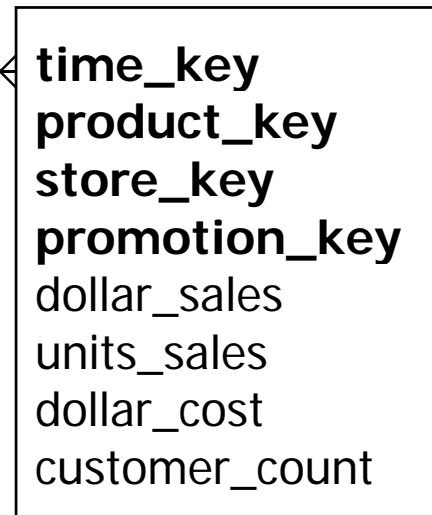 time_key
product_key
store_key
promotion_key
dollar_sales
units_sales
dollar_cost
customer_count